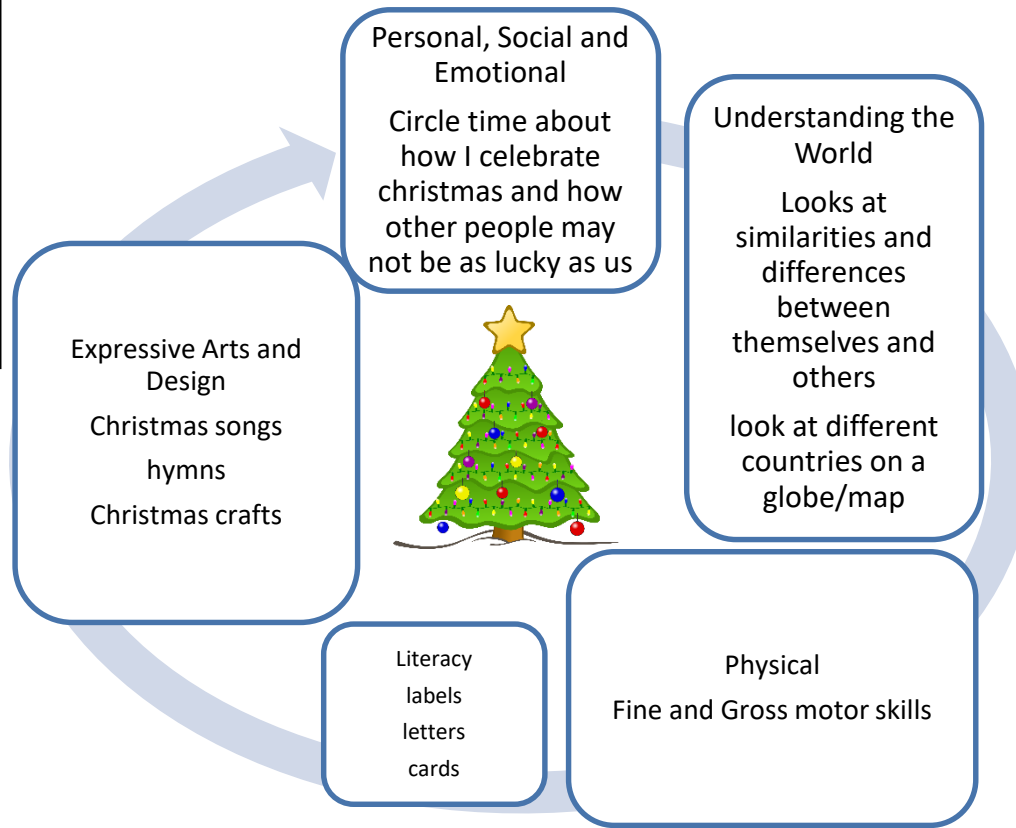 Personal, Social and
Emotional
Circle time about
how I celebrate
christmas and how
other people may
not be as lucky as us
Understanding the
World
Looks at
similarities and
differences
between
themselves and
others
look at different
countries on a
globe/map
Physical
Fine and Gross motor skills
Literacy
labels
letters
cards
Expressive Arts and
Design
Christmas songs
hymns
Christmas crafts